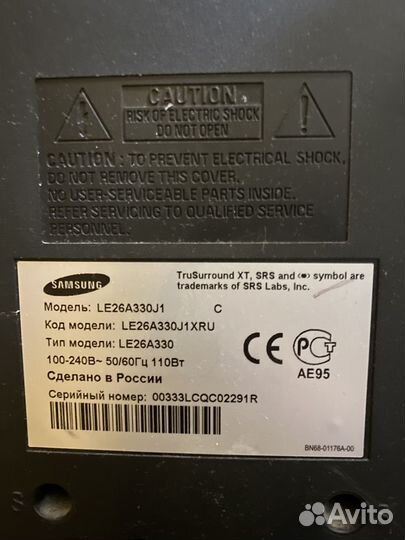 CAUTION
RISK OF ELECTRIC SHOCK
DO NOT OPEN
CAUTION : TO PREVENT ELECTRICAL SHOCK,
DO NOT REMOVE THIS COVER.
NO USER-SERVICEABLE PARTS INSIDE.
REFER SERVICING TO QUALIFIED SERVICE
PERSONNEL.
SAMSUNG
TruSurround XT, SRS and (●) symbol are
trademarks of SRS Labs, Inc.
Модель: LE26A330J1 C
Код модели: LE26A330J1XRU
Тип модели: LE26A330
100-240В~ 50/60Гц 110Вт
Сделано в России
CE
РСТ
АЕ95
Серийный номер: 00333LCQC02291R
BN68-01176A-00
Avito